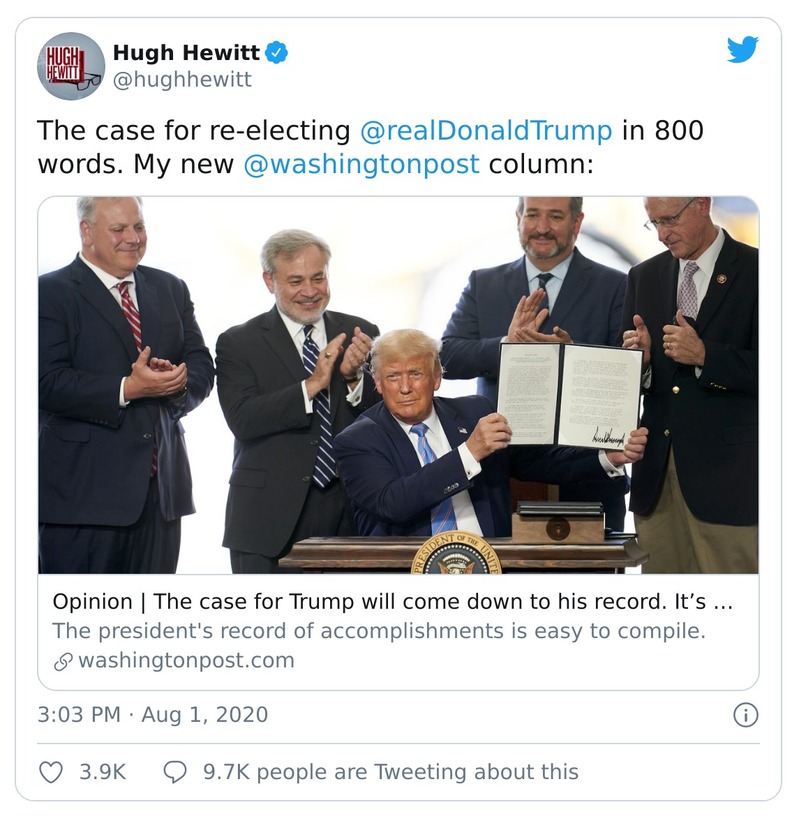 HUGH
HEWITT
Hugh Hewitt
@hughhewitt
The case for re-electing @realDonaldTrump in 800
words. My new @washingtonpost column:
PRESIDENT OF THE UNITE
Opinion | The case for Trump will come down to his record. It’s …
The president's record of accomplishments is easy to compile.
washingtonpost.com
3:03 PM · Aug 1, 2020
3.9K 9.7K people are Tweeting about this